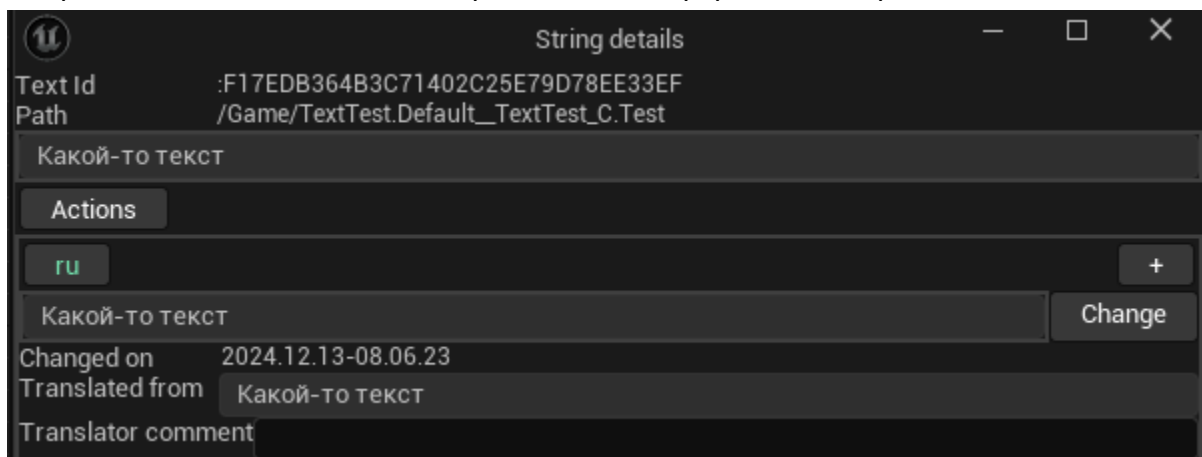 String details
Text Id :F17EDB364B3C71402C25E79D78EE33EF
Path /Game/TextTest.Default__TextTest_C.Test
Какой-то текст
Actions
ru +
Какой-то текст Change
Changed on 2024.12.13-08.06.23
Translated from Какой-то текст
Translator comment